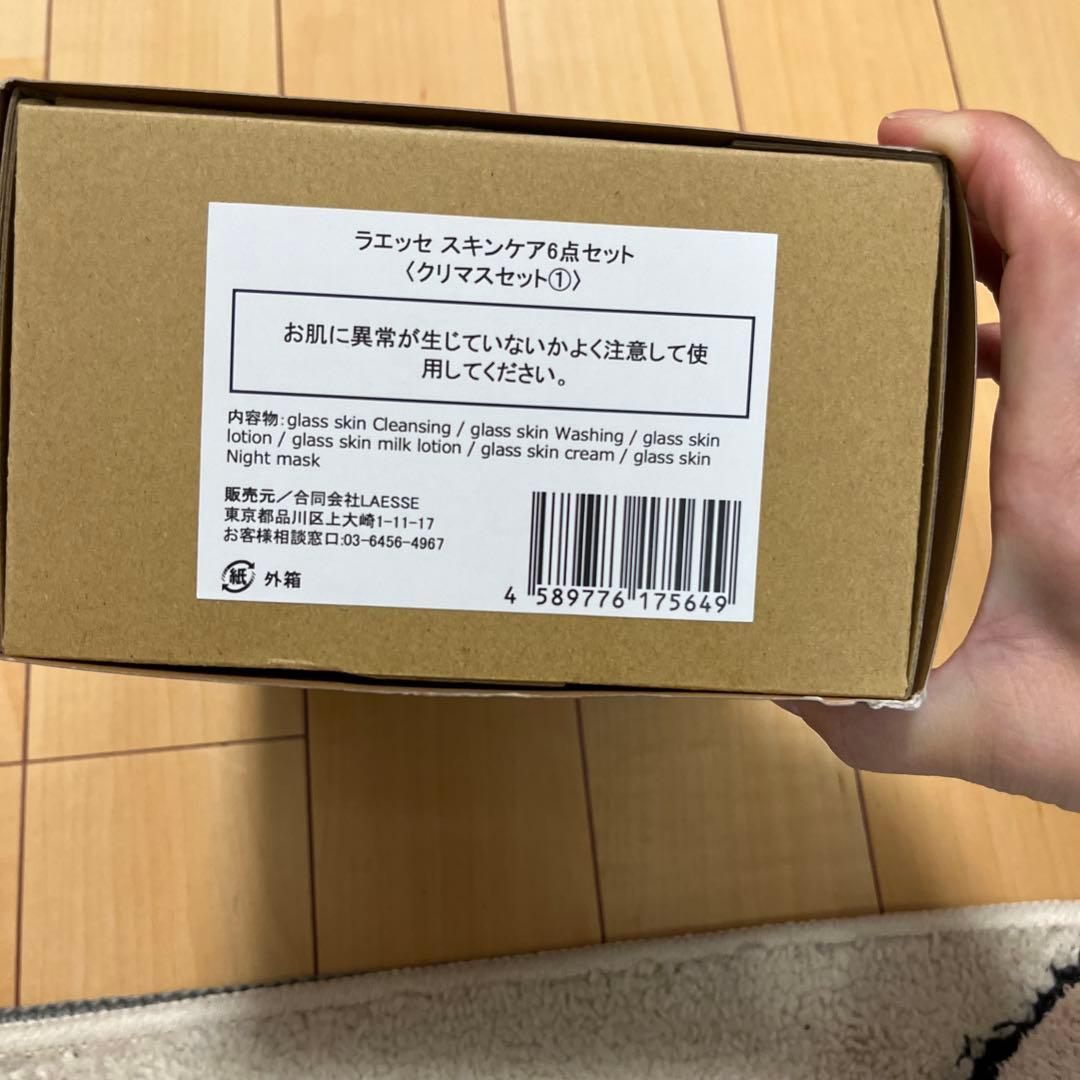 ラエッセ スキンケア6点セット
〈クリマスセット①〉
お肌に異常が生じていないかよく注意して使
用してください。
内容物:glass skin Cleansing / glass skin Washing / glass skin
lotion / glass skin milk lotion / glass skin cream / glass skin
Night mask
販売元／合同会社LAESSE
東京都品川区上大崎1-11-17
お客様相談窓口:03-6456-4967
紙 外箱
4 589776 175649